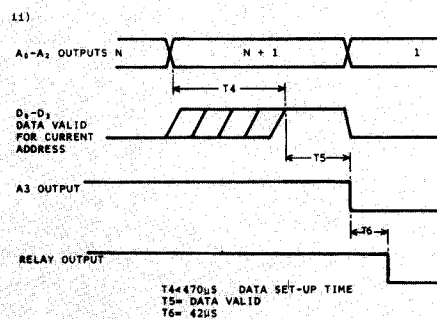 ii)
A₀-A₂ OUTPUTS N N + 1 1
T4
D₀-D₃
DATA VALID
FOR CURRENT
ADDRESS
T5
A3 OUTPUT
T6
RELAY OUTPUT
T4<470µS DATA SET-UP TIME
T5= DATA VALID
T6= 42µS